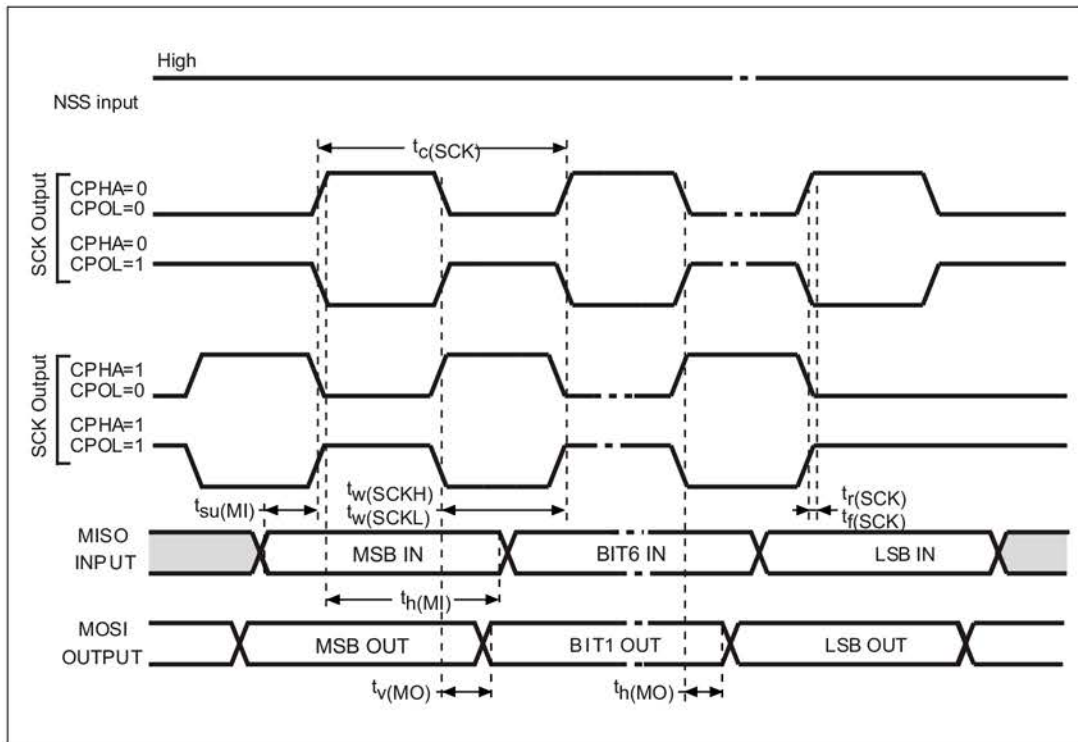 High
NSS input
tc(SCK)
SCK Output
CPHA=0
CPOL=0
CPHA=0
CPOL=1
SCK Output
CPHA=1
CPOL=0
CPHA=1
CPOL=1
tsu(MI)
tw(SCKH)
tw(SCKL)
tr(SCK)
tf(SCK)
MISO
INPUT
MSB IN
BIT6 IN
LSB IN
th(MI)
MOSI
OUTPUT
MSB OUT
BIT1 OUT
LSB OUT
tv(MO)
th(MO)